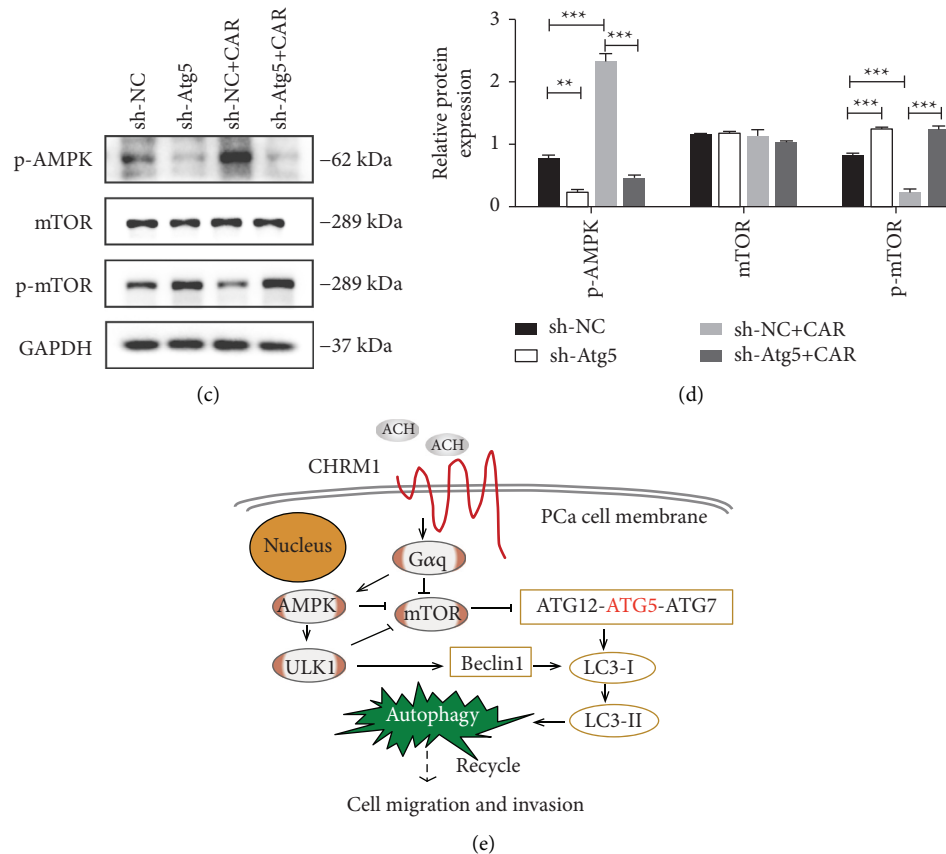 sh-NC
sh-Atg5
sh-NC+CAR
sh-Atg5+CAR
p-AMPK
–62 kDa
mTOR
–289 kDa
p-mTOR
–289 kDa
GAPDH
–37 kDa
(c)
Relative protein
expression
3
2
1
0
***
***
**
***
***
***
p-AMPK
mTOR
p-mTOR
sh-NC
sh-NC+CAR
sh-Atg5
sh-Atg5+CAR
(d)
ACH
ACH
CHRM1
PCa cell membrane
Nucleus
Gαq
AMPK
mTOR
ATG12-ATG5-ATG7
ULK1
Beclin1
LC3-I
Autophagy
LC3-II
Recycle
Cell migration and invasion
(e)